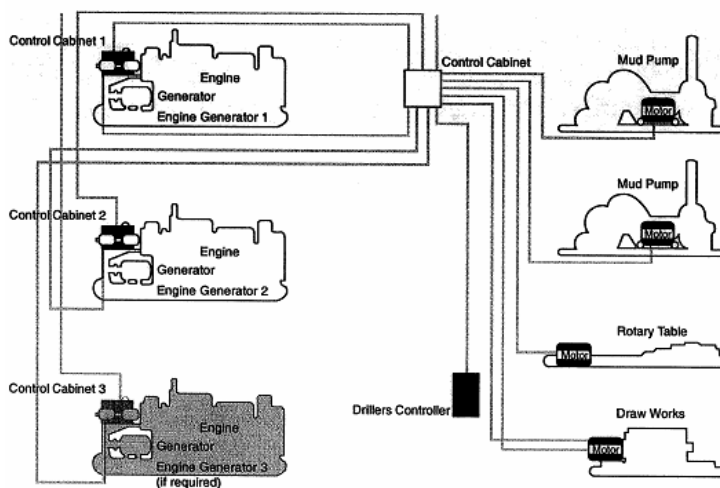 Control Cabinet 1
Engine
Generator
Engine Generator 1
Control Cabinet
Mud Pump
Motor
Mud Pump
Motor
Control Cabinet 2
Engine
Generator
Engine Generator 2
Rotary Table
Motor
Control Cabinet 3
Engine
Generator
Engine Generator 3
(if required)
Drillers Controller
Draw Works
Motor